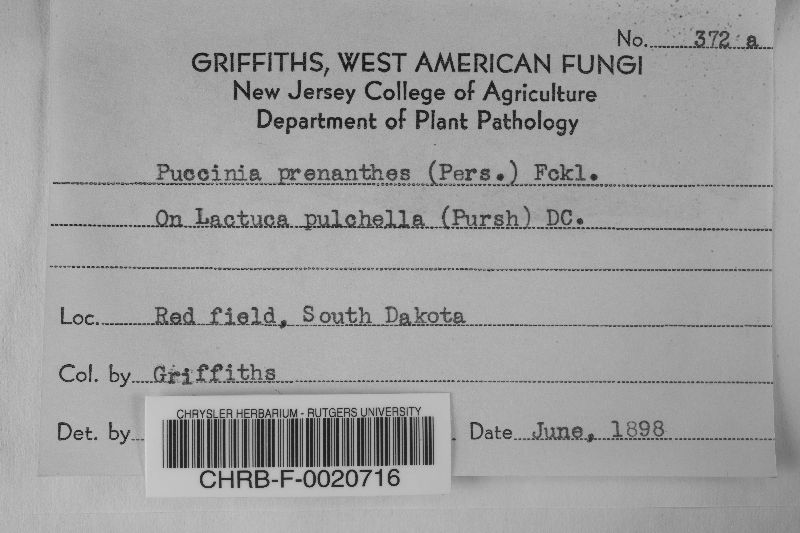 No. 372 a
GRIFFITHS, WEST AMERICAN FUNGI
New Jersey College of Agriculture
Department of Plant Pathology
Puccinia prenanthes (Pers.) Fckl.
On Lactuca pulchella (Pursh) DC.
Loc. Red field, South Dakota
Col. by Griffiths
Det. by Date June, 1898
CHRYSLER HERBARIUM - RUTGERS UNIVERSITY
CHRB-F-0020716